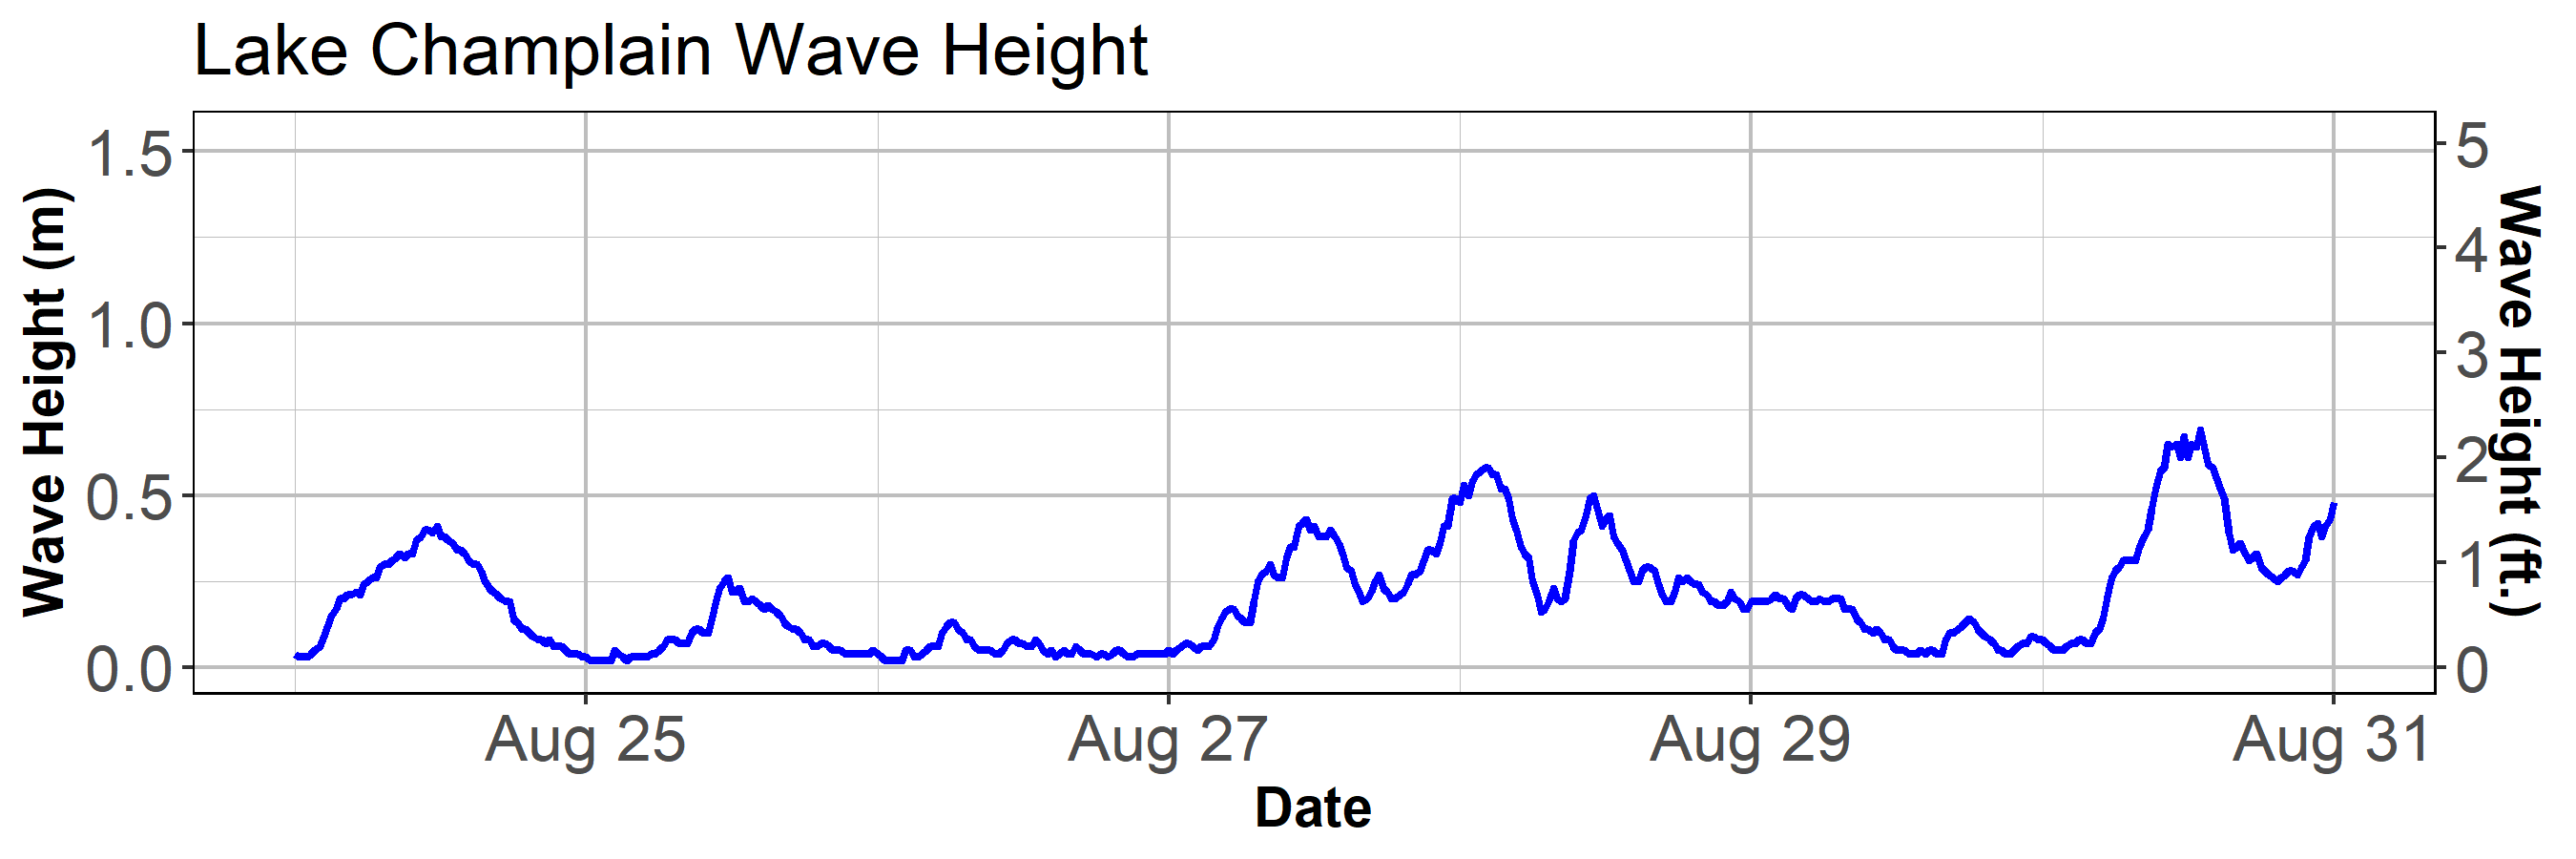 Lake Champlain Wave Height
Wave Height (m)
1.5
1.0
0.5
0.0
5
4
3
2
1
0
Wave Height (ft.)
Aug 25 Aug 27 Aug 29 Aug 31
Date